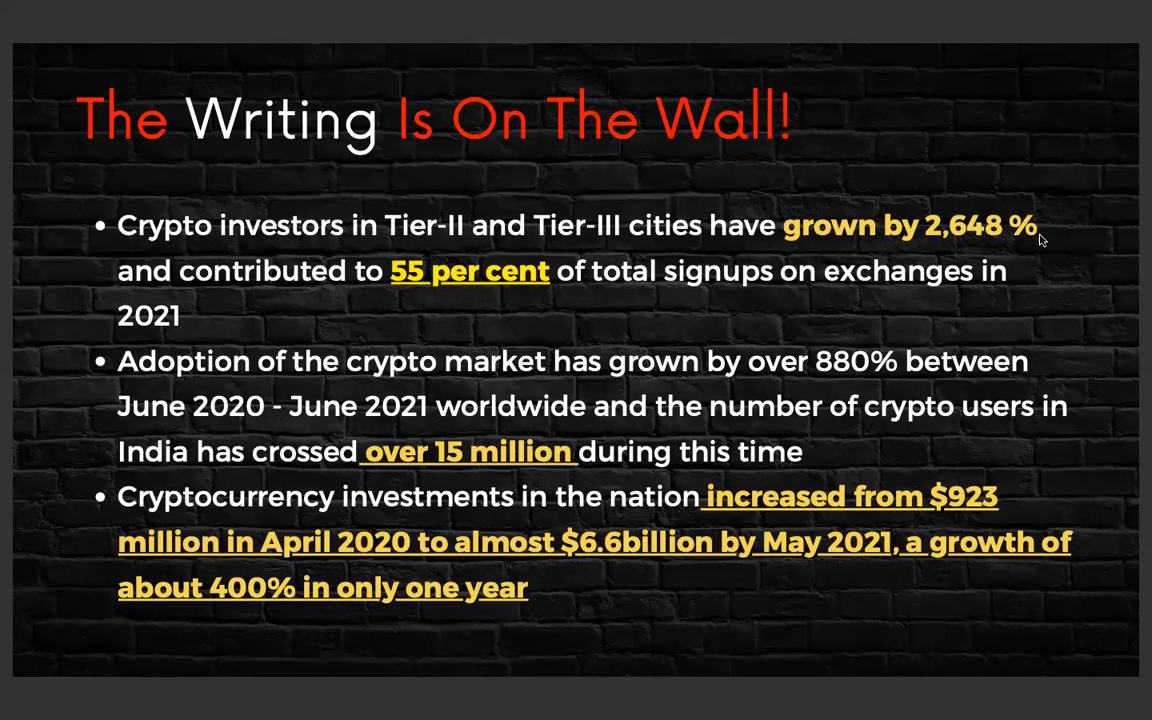 The Writing Is On The Wall!
• Crypto investors in Tier-II and Tier-III cities have grown by 2,648 %
and contributed to 55 per cent of total signups on exchanges in
2021
• Adoption of the crypto market has grown by over 880% between
June 2020 - June 2021 worldwide and the number of crypto users in
India has crossed over 15 million during this time
• Cryptocurrency investments in the nation increased from $923
million in April 2020 to almost $6.6billion by May 2021, a growth of
about 400% in only one year